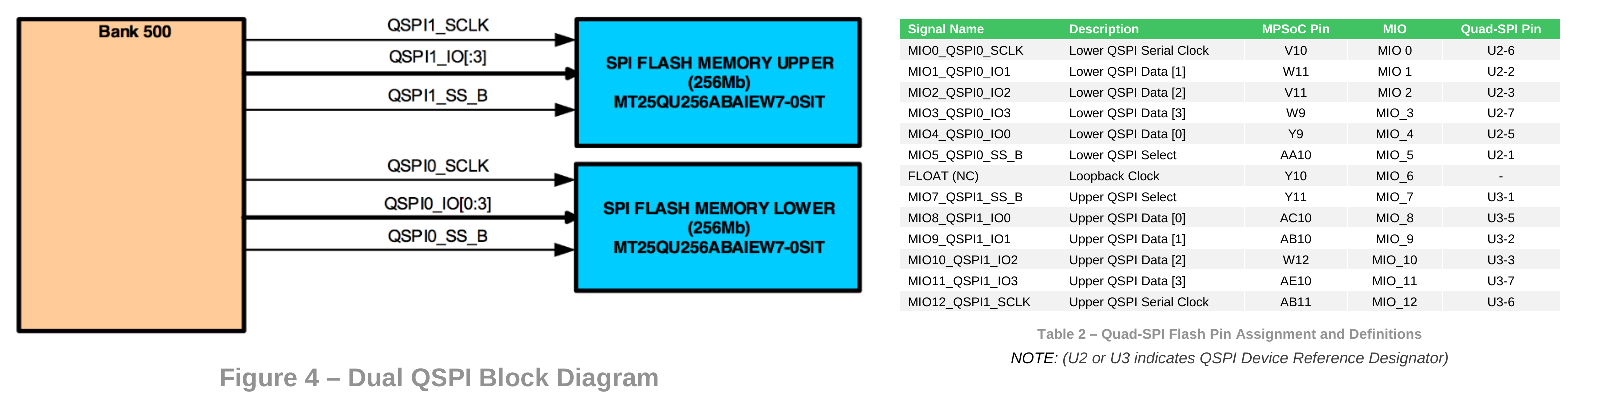 Bank 500
QSPI1_SCLK
QSPI1_IO[:3]
QSPI1_SS_B
SPI FLASH MEMORY UPPER
(256Mb)
MT25QU256ABAIEW7-0SIT
QSPI0_SCLK
QSPI0_IO[0:3]
QSPI0_SS_B
SPI FLASH MEMORY LOWER
(256Mb)
MT25QU256ABAIEW7-0SIT
Figure 4 – Dual QSPI Block Diagram
Signal Name Description MPSoC Pin MIO Quad-SPI Pin
MIO0_QSPI0_SCLK Lower QSPI Serial Clock V10 MIO 0 U2-6
MIO1_QSPI0_IO1 Lower QSPI Data [1] W11 MIO 1 U2-2
MIO2_QSPI0_IO2 Lower QSPI Data [2] V11 MIO 2 U2-3
MIO3_QSPI0_IO3 Lower QSPI Data [3] W9 MIO_3 U2-7
MIO4_QSPI0_IO0 Lower QSPI Data [0] Y9 MIO_4 U2-5
MIO5_QSPI0_SS_B Lower QSPI Select AA10 MIO_5 U2-1
FLOAT (NC) Loopback Clock Y10 MIO_6 -
MIO7_QSPI1_SS_B Upper QSPI Select Y11 MIO_7 U3-1
MIO8_QSPI1_IO0 Upper QSPI Data [0] AC10 MIO_8 U3-5
MIO9_QSPI1_IO1 Upper QSPI Data [1] AB10 MIO_9 U3-2
MIO10_QSPI1_IO2 Upper QSPI Data [2] W12 MIO_10 U3-3
MIO11_QSPI1_IO3 Upper QSPI Data [3] AE10 MIO_11 U3-7
MIO12_QSPI1_SCLK Upper QSPI Serial Clock AB11 MIO_12 U3-6
Table 2 – Quad-SPI Flash Pin Assignment and Definitions
NOTE: (U2 or U3 indicates QSPI Device Reference Designator)